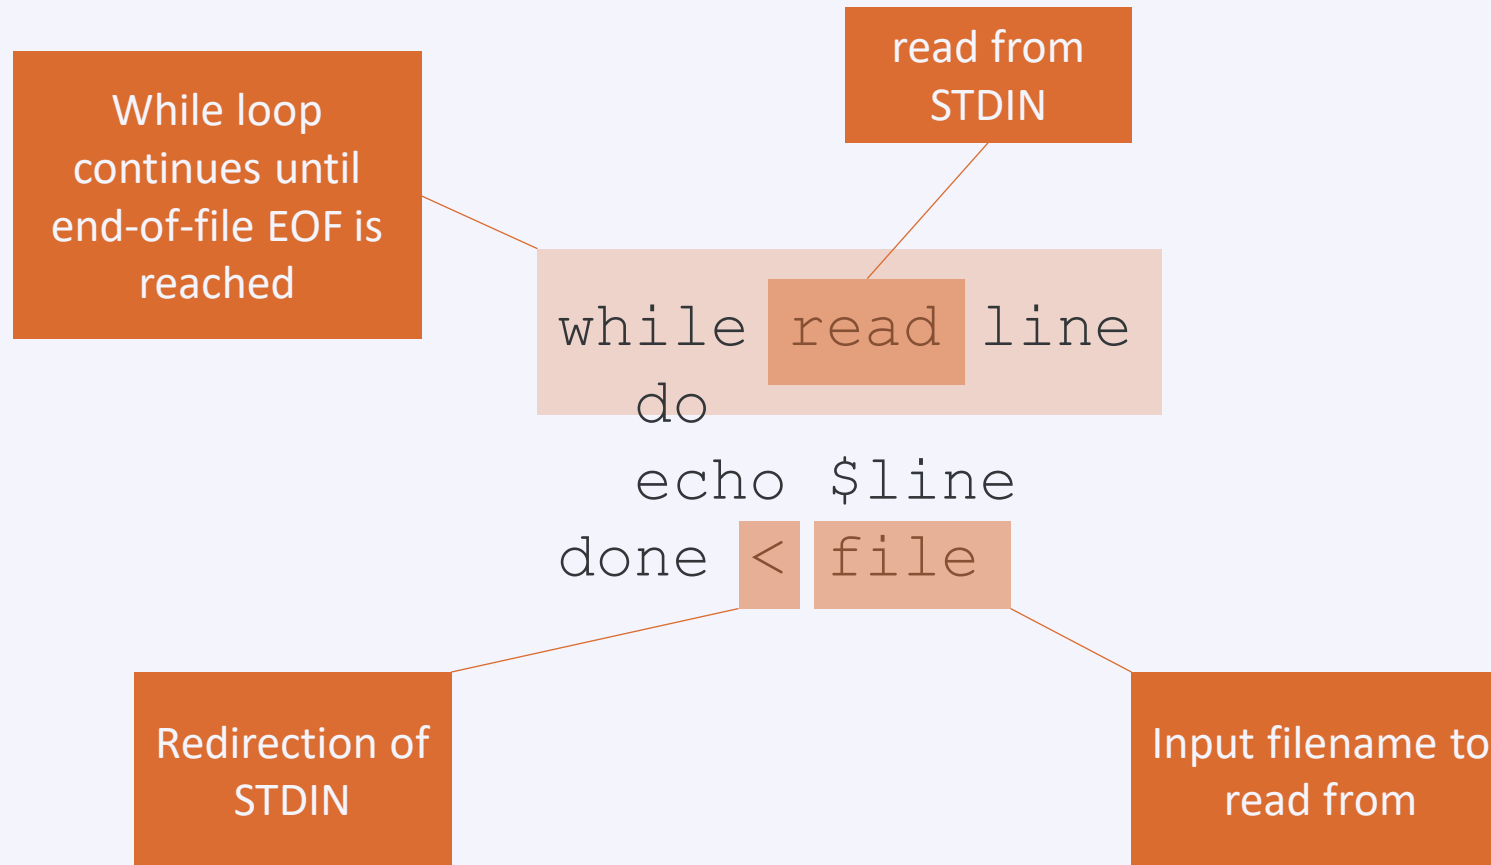 While loop
continues until
end-of-file EOF is
reached
read from
STDIN
while read line
do
echo $line
done < file
Redirection of
STDIN
Input filename to
read from